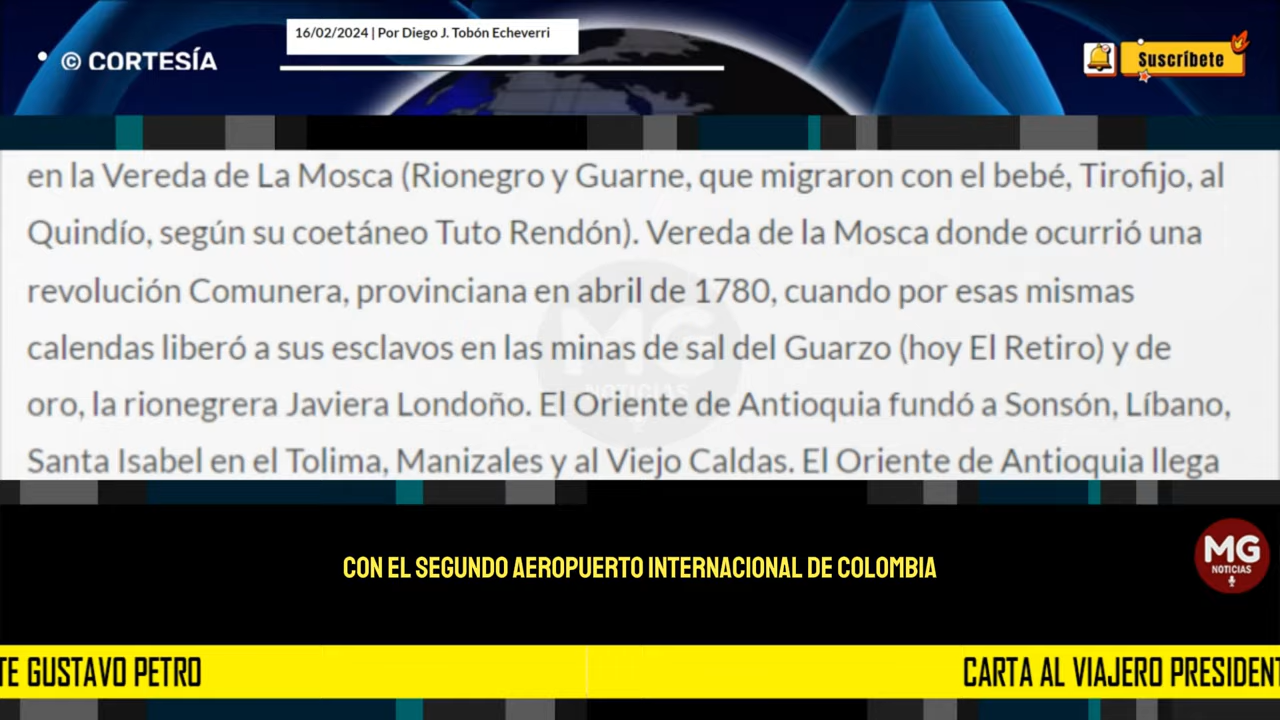 16/02/2024 | Por Diego J. Tobón Echeverri
© CORTESÍA
Suscríbete
en la Vereda de La Mosca (Rionegro y Guarne, que migraron con el bebé, Tirofijo, al
Quindío, según su coetáneo Tuto Rendón). Vereda de la Mosca donde ocurrió una
revolución Comunera, provinciana en abril de 1780, cuando por esas mismas
calendas liberó a sus esclavos en las minas de sal del Guarzo (hoy El Retiro) y de
oro, la rionegrera Javiera Londoño. El Oriente de Antioquia fundó a Sonsón, Líbano,
Santa Isabel en el Tolima, Manizales y al Viejo Caldas. El Oriente de Antioquia llega
MG
NOTICIAS
CON EL SEGUNDO AEROPUERTO INTERNACIONAL DE COLOMBIA
MG
NOTICIAS
TE GUSTAVO PETRO
CARTA AL VIAJERO PRESIDENT